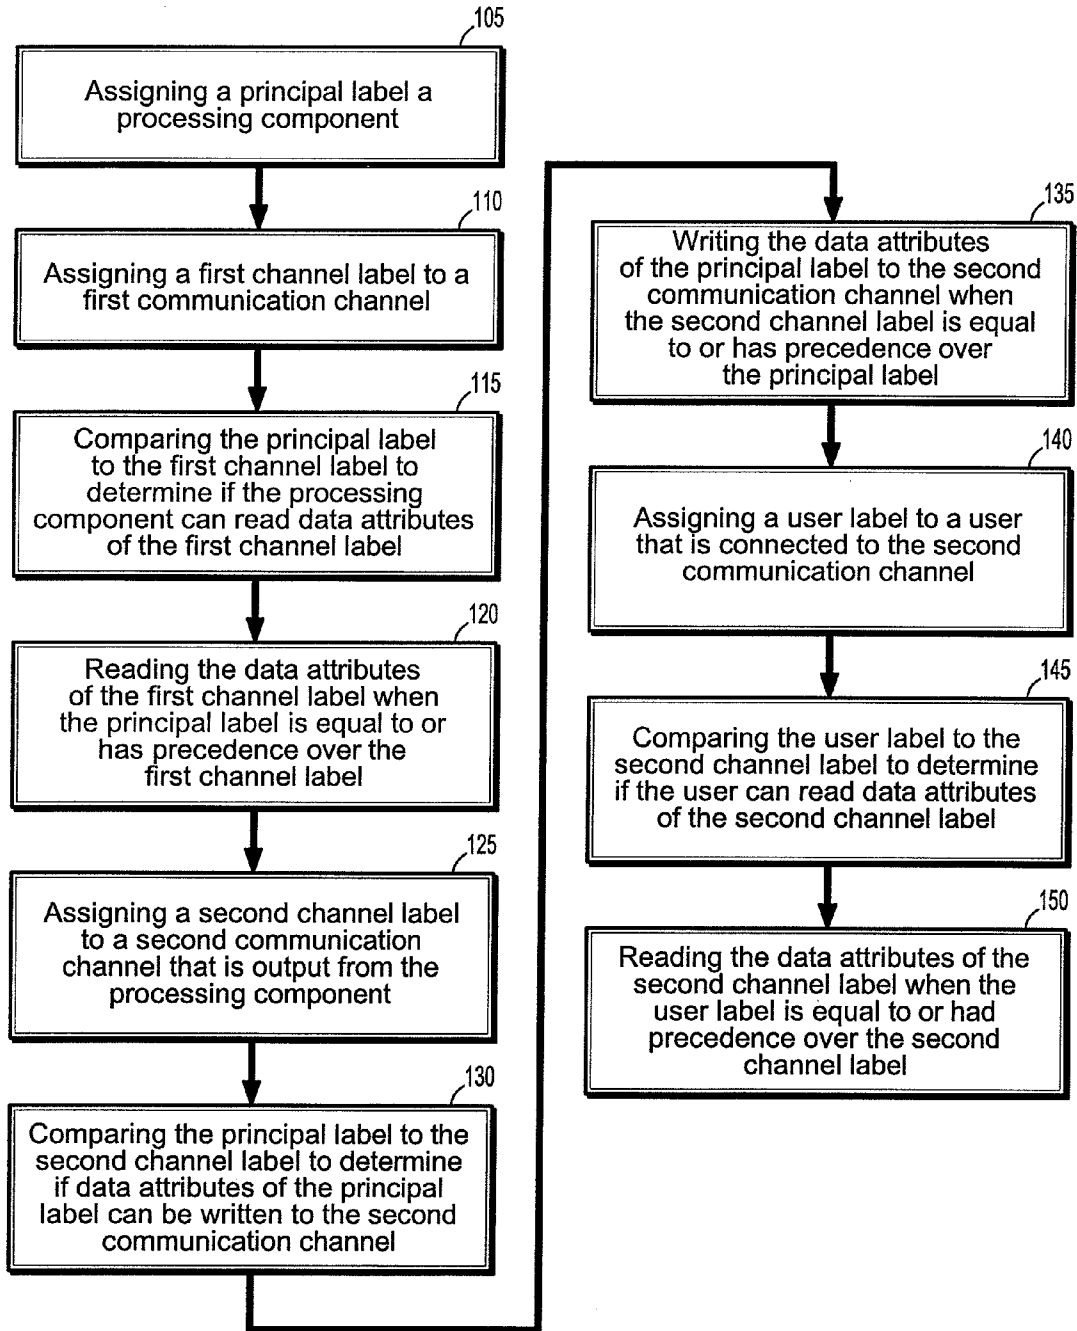 105
Assigning a principal label a
processing component
110
Assigning a first channel label to a
first communication channel
115
Comparing the principal label
to the first channel label to
determine if the processing
component can read data attributes
of the first channel label
120
Reading the data attributes
of the first channel label when
the principal label is equal to or
has precedence over the
first channel label
125
Assigning a second channel label
to a second communication
channel that is output from the
processing component
130
Comparing the principal label to the
second channel label to determine
if data attributes of the principal
label can be written to the second
communication channel
135
Writing the data attributes
of the principal label to the second
communication channel when
the second channel label is equal
to or has precedence over
the principal label
140
Assigning a user label to a user
that is connected to the second
communication channel
145
Comparing the user label to the
second channel label to determine
if the user can read data attributes
of the second channel label
150
Reading the data attributes of the
second channel label when the
user label is equal to or had
precedence over the second
channel label